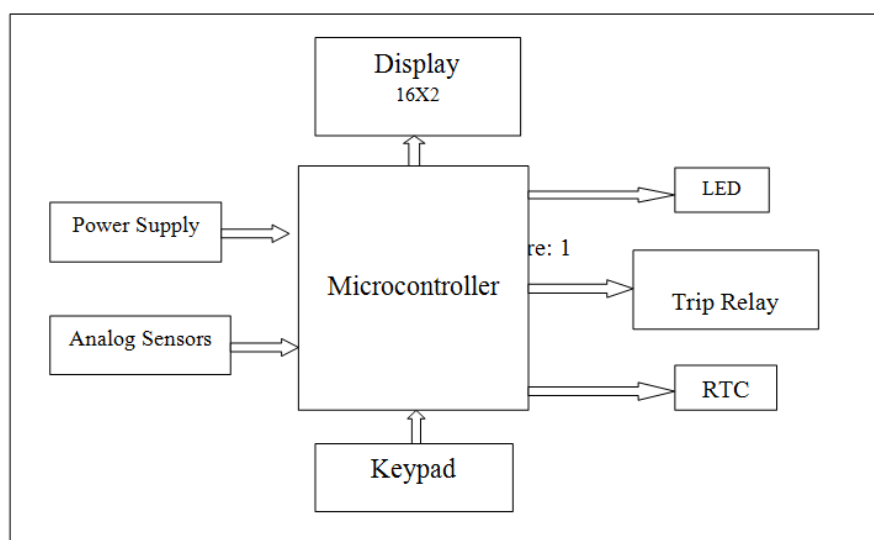 Display
16X2
LED
Power Supply
re: 1
Microcontroller
Trip Relay
Analog Sensors
RTC
Keypad